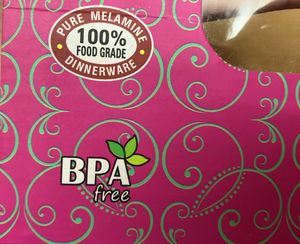 PURE MELAMINE
100%
FOOD GRADE
DINNERWARE
BPA
free